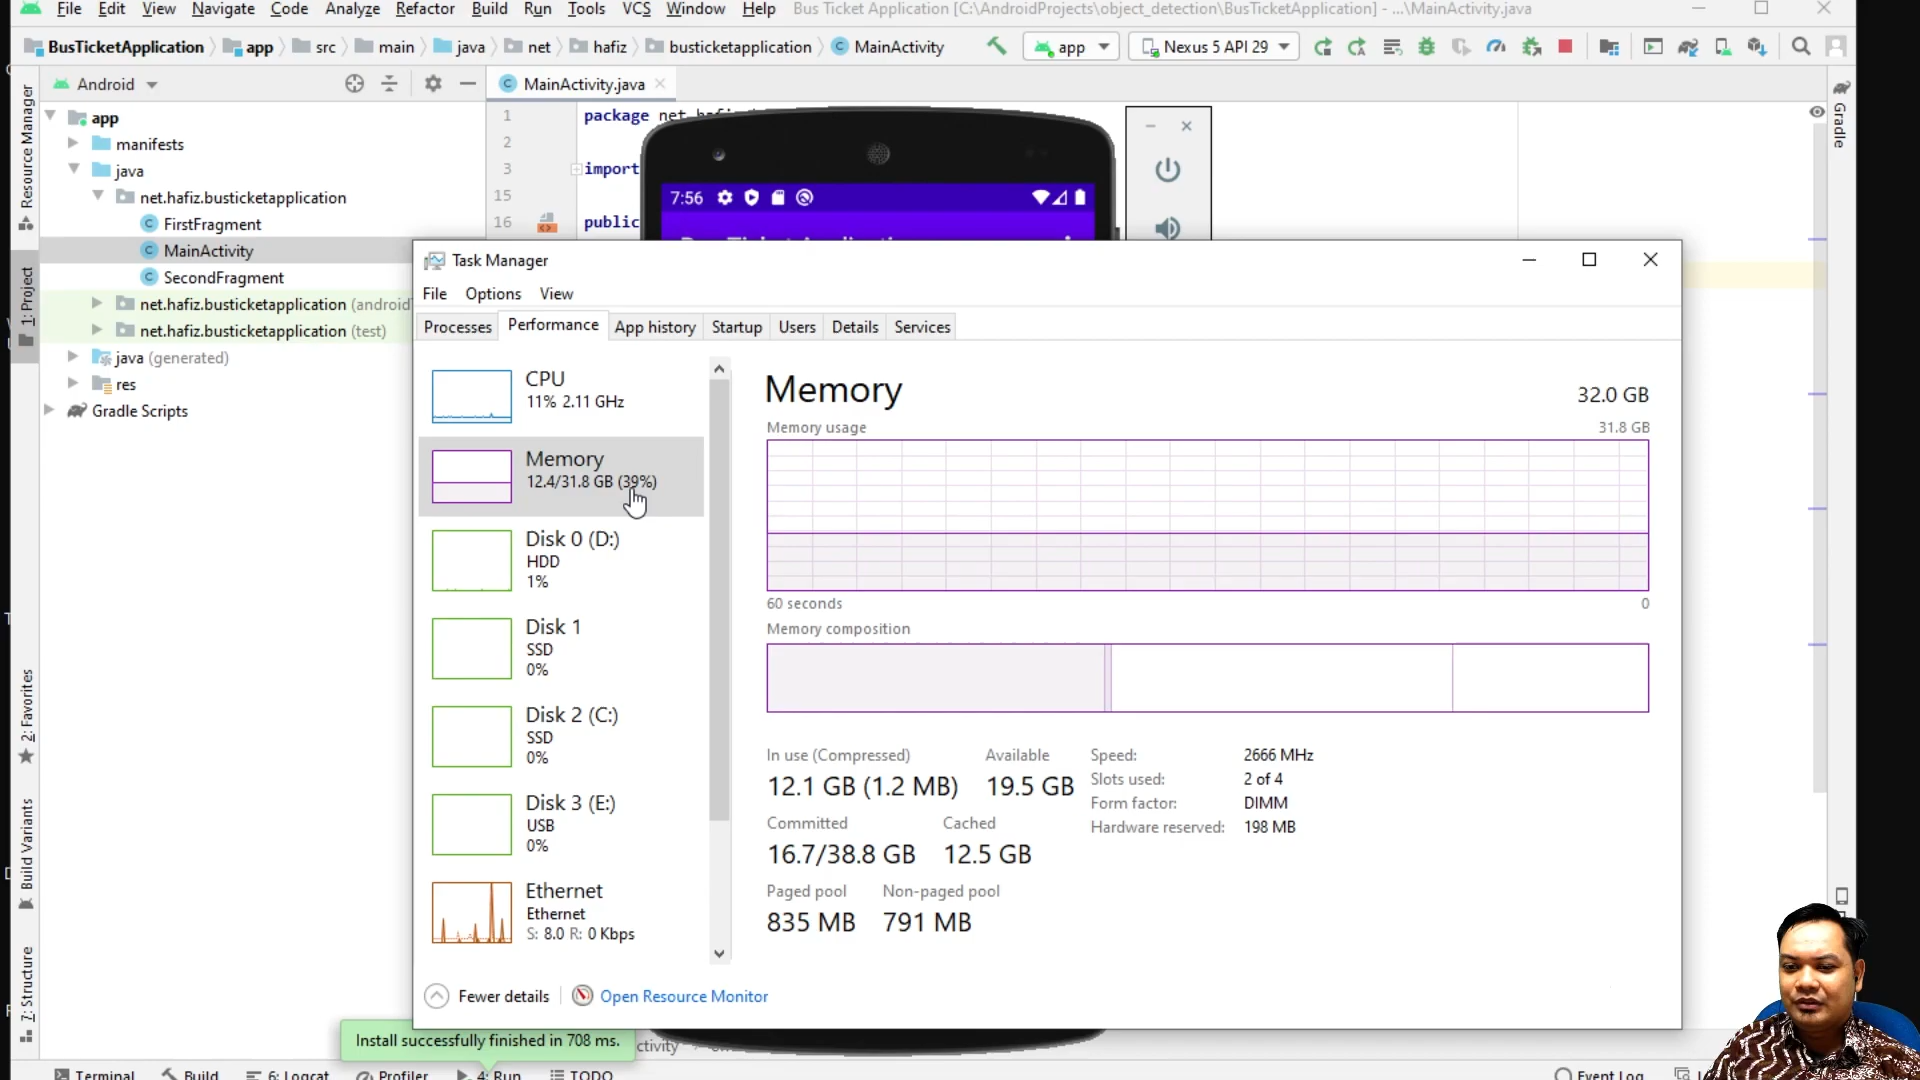 File Edit View Navigate Code Analyze Refactor Build Run Tools VCS Window Help Bus Ticket Application [C:\AndroidProjects\object_detection\BusTicketApplication] - ...\MainActivity.java
BusTicketApplication app src main java net hafiz busticketapplication MainActivity app Nexus 5 API 29
Android MainActivity.java
app
manifests
java
net.hafiz.busticketapplication
FirstFragment
MainActivity
SecondFragment
net.hafiz.busticketapplication (android
net.hafiz.busticketapplication (test)
java (generated)
res
Gradle Scripts
Resource Manager
1: Project
2: Favorites
Build Variants
7: Structure
Gradle
1 package
2
3 import
15
16 public
7:56
Task Manager
File Options View
Processes Performance App history Startup Users Details Services
CPU
11% 2.11 GHz
Memory
12.4/31.8 GB (39%)
Disk 0 (D:)
HDD
1%
Disk 1
SSD
0%
Disk 2 (C:)
SSD
0%
Disk 3 (E:)
USB
0%
Ethernet
Ethernet
S: 8.0 R: 0 Kbps
Memory 32.0 GB
Memory usage 31.8 GB
60 seconds 0
Memory composition
In use (Compressed) Available
12.1 GB (1.2 MB) 19.5 GB
Committed Cached
16.7/38.8 GB 12.5 GB
Paged pool Non-paged pool
835 MB 791 MB
Speed: 2666 MHz
Slots used: 2 of 4
Form factor: DIMM
Hardware reserved: 198 MB
Fewer details Open Resource Monitor
Install successfully finished in 708 ms.
Terminal Build 6: Logcat Profiler 4: Run TODO Event Log